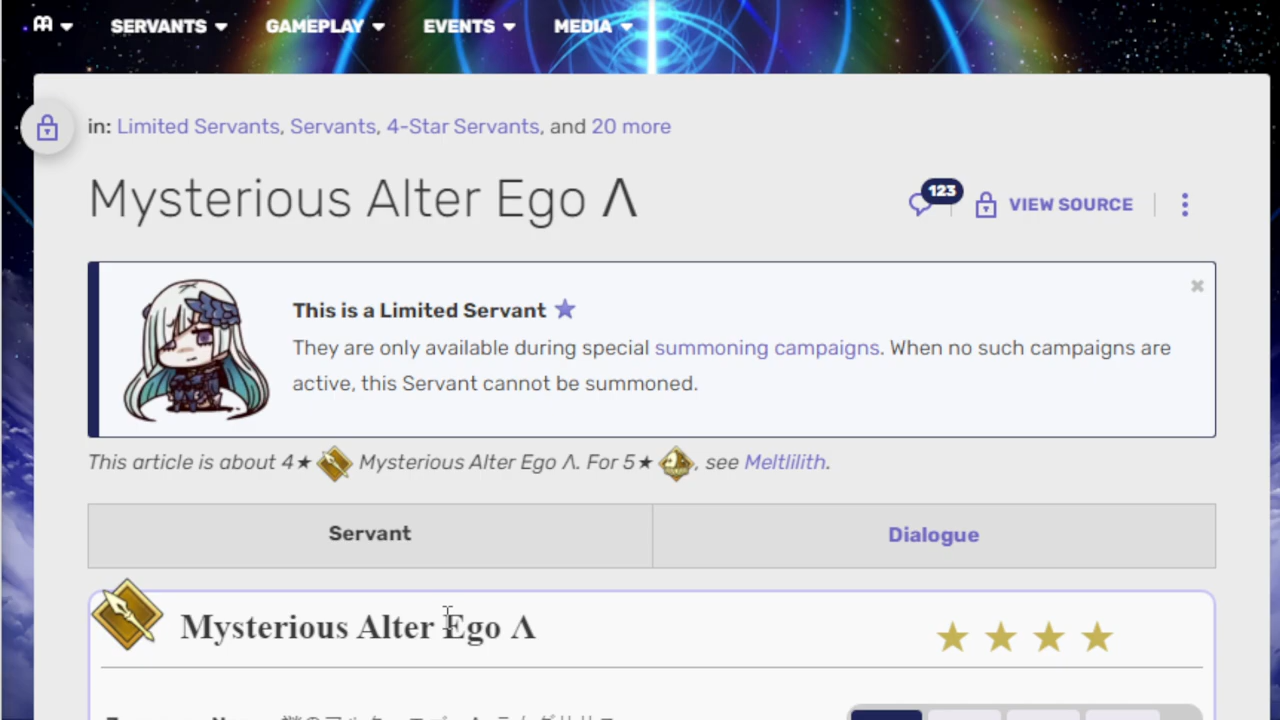 SERVANTS GAMEPLAY EVENTS MEDIA
in: Limited Servants, Servants, 4-Star Servants, and 20 more
Mysterious Alter Ego Λ
123
VIEW SOURCE
This is a Limited Servant ★
They are only available during special summoning campaigns. When no such campaigns are
active, this Servant cannot be summoned.
This article is about 4★ Mysterious Alter Ego Λ. For 5★ , see Meltlilith.
Servant
Dialogue
Mysterious Alter Ego Λ